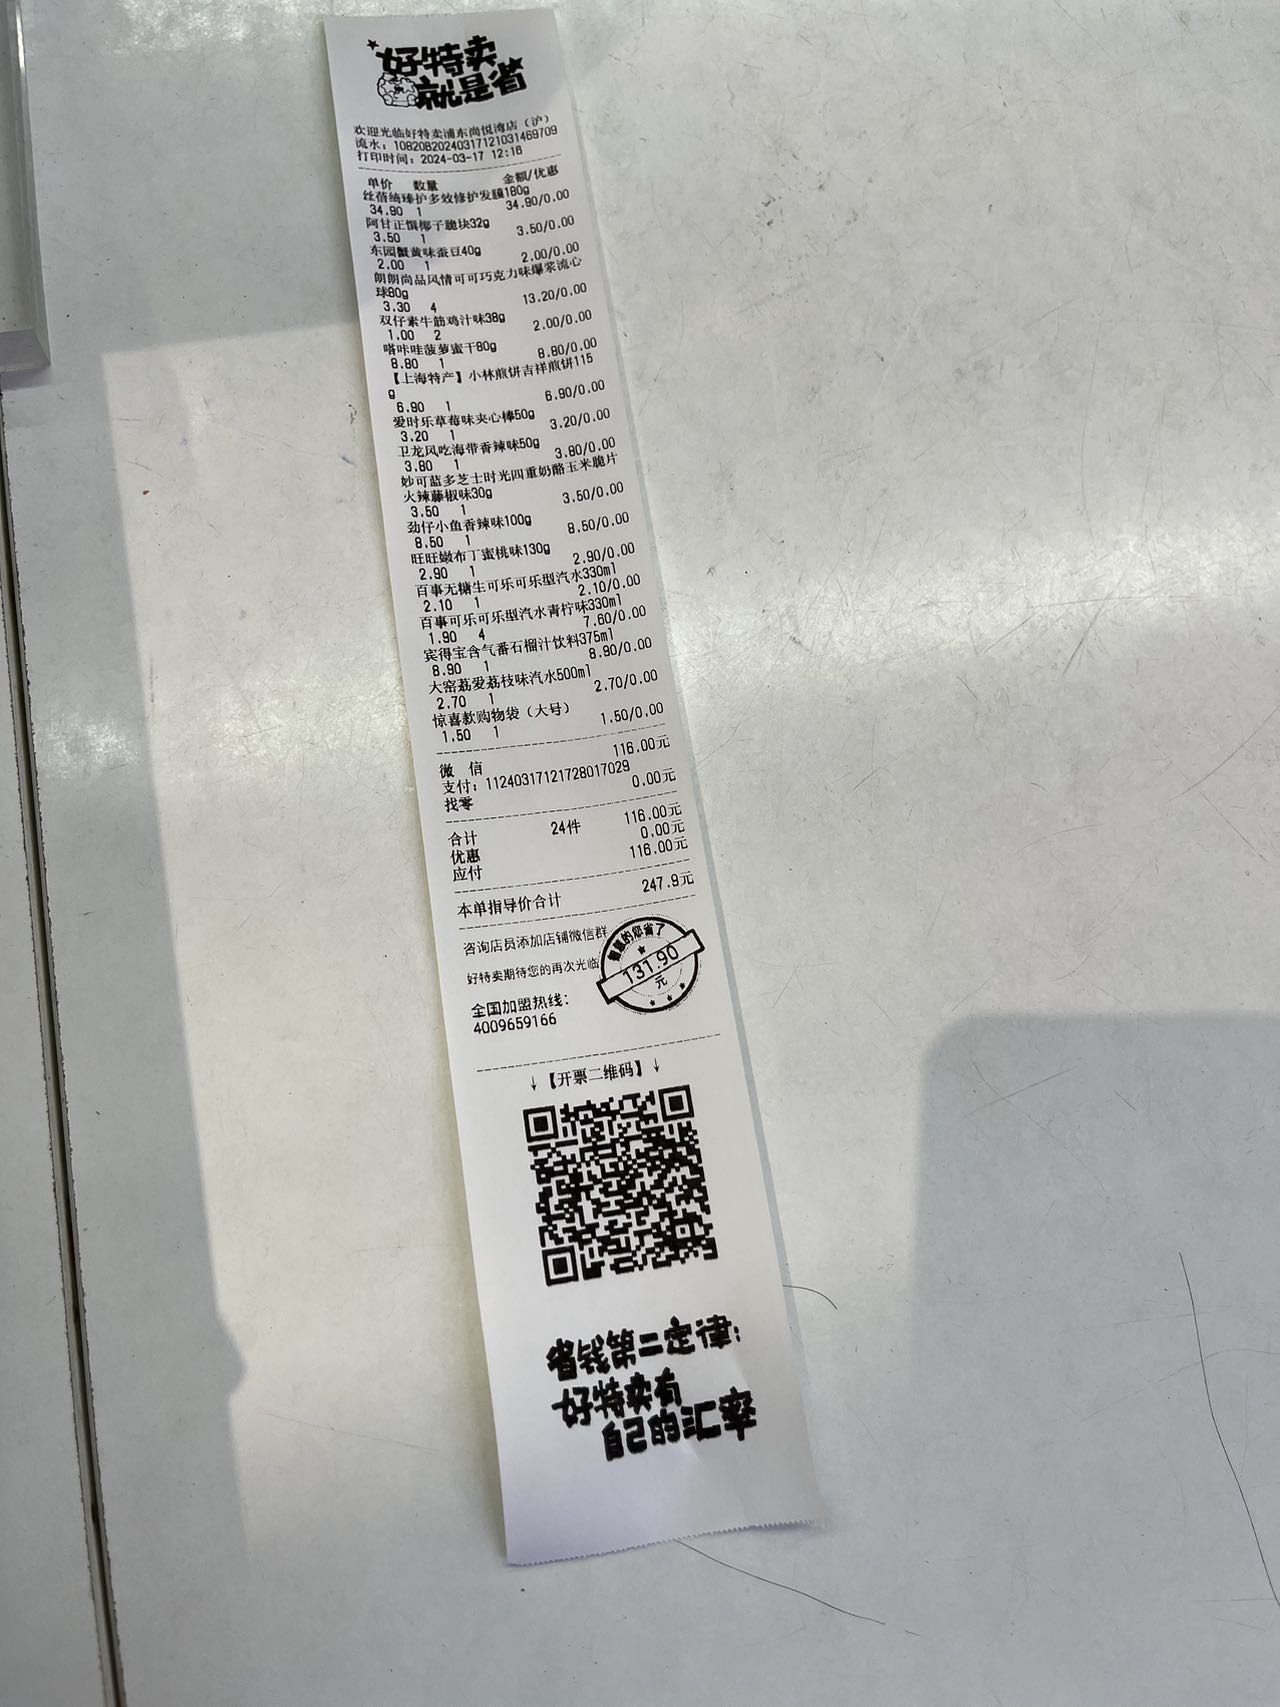 好特卖
就是省
欢迎光临好特卖浦东尚悦湾店（沪）
流水：10820820240317121031469709
打印时间：2024-03-17 12:16
单价 数量 金额/优惠
丝蓓绮臻护多效修护发膜180g
34.90 1 34.90/0.00
阿甘正馔椰子脆块32g
3.50 1 3.50/0.00
东园蟹黄味蚕豆40g
2.00 1 2.00/0.00
朗朗尚品风情可可巧克力味爆浆流心
球80g
3.30 4 13.20/0.00
双仔素牛筋鸡汁味38g
1.00 2 2.00/0.00
嗒咔哇菠萝蜜干80g
8.80 1 8.80/0.00
【上海特产】小林煎饼吉祥煎饼115
g
6.90 1 6.90/0.00
爱时乐草莓味夹心棒50g
3.20 1 3.20/0.00
卫龙风吃海带香辣味50g
3.80 1 3.80/0.00
妙可蓝多芝士时光四重奶酪玉米脆片
火辣藤椒味30g
3.50 1 3.50/0.00
劲仔小鱼香辣味100g
8.50 1 8.50/0.00
旺旺嫩布丁蜜桃味130g
2.90 1 2.90/0.00
百事无糖生可乐可乐型汽水330ml
2.10 1 2.10/0.00
百事可乐可乐型汽水青柠味330ml
1.90 4 7.60/0.00
宾得宝含气番石榴汁饮料375ml
8.90 1 8.90/0.00
大窑荔爱荔枝味汽水500ml
2.70 1 2.70/0.00
惊喜款购物袋（大号）
1.50 1 1.50/0.00
微 信 116.00元
支付：11240317121728017029
找零 0.00元
合计 24件 116.00元
优惠 0.00元
应付 116.00元
本单指导价合计 247.9元
咨询店员添加店铺微信群
好特卖期待您的再次光临
的您省了
131.90
元
全国加盟热线：
4009659166
↓【开票二维码】↓
省钱第二定律：
好特卖有
自己的汇率